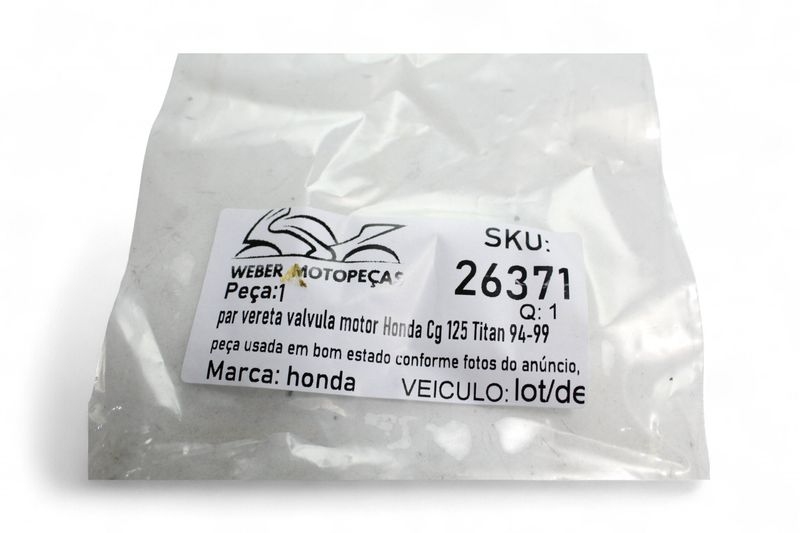 WEBER MOTOPEÇAS
SKU:
26371
Peça:1
Q: 1
par vereta valvula motor Honda Cg 125 Titan 94-99
peça usada em bom estado conforme fotos do anúncio,
Marca: honda
VEICULO: lot/de